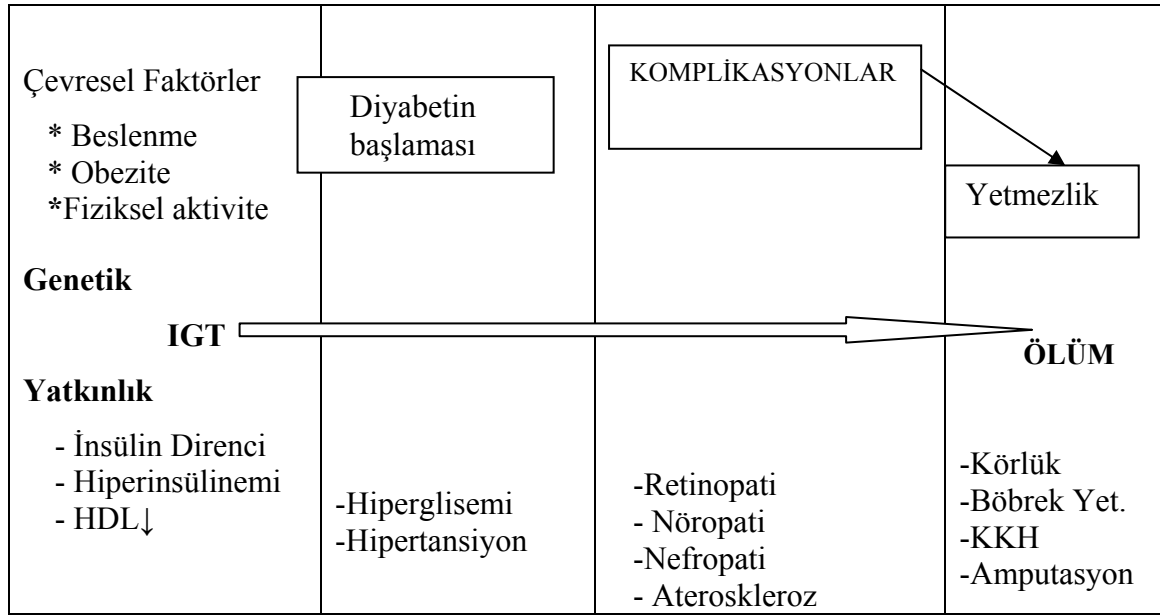 Çevresel Faktörler
* Beslenme
* Obezite
*Fiziksel aktivite
Genetik
IGT
Yatkınlık
- İnsülin Direnci
- Hiperinsülinemi
- HDL↓
Diyabetin
başlaması
-Hiperglisemi
-Hipertansiyon
KOMPLİKASYONLAR
-Retinopati
- Nöropati
-Nefropati
- Ateroskleroz
Yetmezlik
ÖLÜM
-Körlük
-Böbrek Yet.
-KKH
-Amputasyon